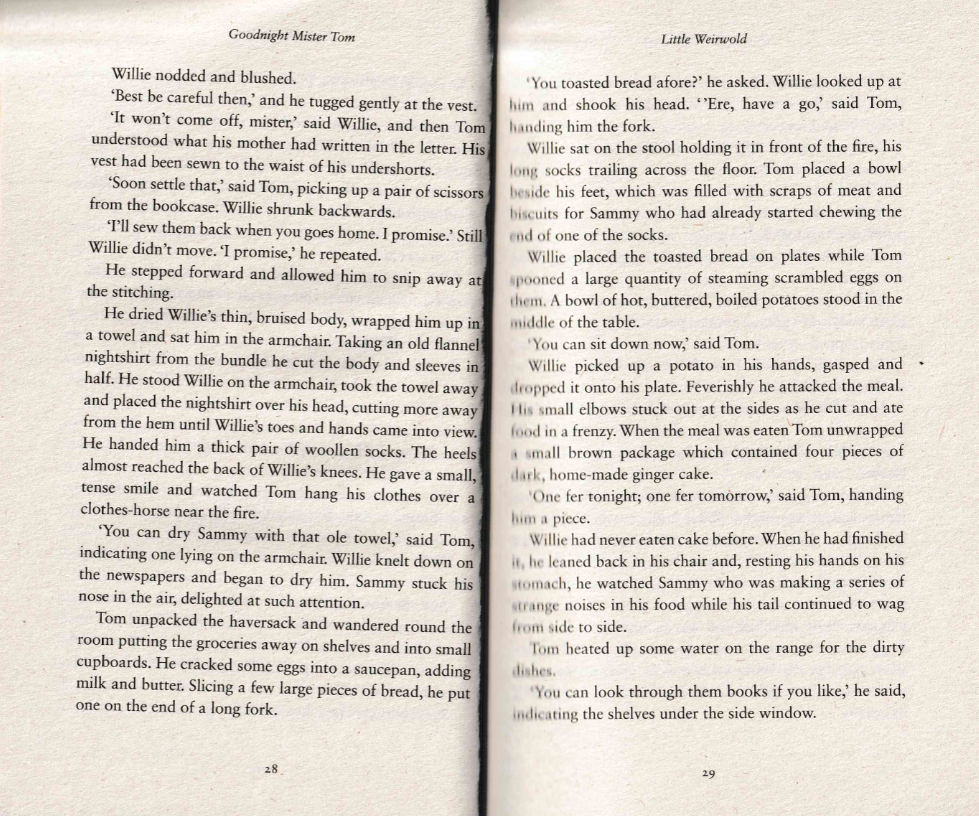 Goodnight Mister Tom
Willie nodded and blushed.
‘Best be careful then,’ and he tugged gently at the vest.
‘It won’t come off, mister,’ said Willie, and then Tom
understood what his mother had written in the letter. His
vest had been sewn to the waist of his undershorts.
‘Soon settle that,’ said Tom, picking up a pair of scissors
from the bookcase. Willie shrunk backwards.
‘I’ll sew them back when you goes home. I promise.’ Still
Willie didn’t move. ‘I promise,’ he repeated.
He stepped forward and allowed him to snip away at
the stitching.
He dried Willie’s thin, bruised body, wrapped him up in
a towel and sat him in the armchair. Taking an old flannel
nightshirt from the bundle he cut the body and sleeves in
half. He stood Willie on the armchair, took the towel away
and placed the nightshirt over his head, cutting more away
from the hem until Willie’s toes and hands came into view.
He handed him a thick pair of woollen socks. The heels
almost reached the back of Willie’s knees. He gave a small,
tense smile and watched Tom hang his clothes over a
clothes-horse near the fire.
‘You can dry Sammy with that ole towel,’ said Tom,
indicating one lying on the armchair. Willie knelt down on
the newspapers and began to dry him. Sammy stuck his
nose in the air, delighted at such attention.
Tom unpacked the haversack and wandered round the
room putting the groceries away on shelves and into small
cupboards. He cracked some eggs into a saucepan, adding
milk and butter. Slicing a few large pieces of bread, he put
one on the end of a long fork.
28
Little Weirwold
‘You toasted bread afore?’ he asked. Willie looked up at
him and shook his head. ‘’Ere, have a go,’ said Tom,
handing him the fork.
Willie sat on the stool holding it in front of the fire, his
long socks trailing across the floor. Tom placed a bowl
beside his feet, which was filled with scraps of meat and
biscuits for Sammy who had already started chewing the
end of one of the socks.
Willie placed the toasted bread on plates while Tom
spooned a large quantity of steaming scrambled eggs on
them. A bowl of hot, buttered, boiled potatoes stood in the
middle of the table.
‘You can sit down now,’ said Tom.
Willie picked up a potato in his hands, gasped and
dropped it onto his plate. Feverishly he attacked the meal.
His small elbows stuck out at the sides as he cut and ate
food in a frenzy. When the meal was eaten Tom unwrapped
a small brown package which contained four pieces of
dark, home-made ginger cake.
‘One fer tonight; one fer tomorrow,’ said Tom, handing
him a piece.
Willie had never eaten cake before. When he had finished
it, he leaned back in his chair and, resting his hands on his
stomach, he watched Sammy who was making a series of
strange noises in his food while his tail continued to wag
from side to side.
Tom heated up some water on the range for the dirty
dishes.
‘You can look through them books if you like,’ he said,
indicating the shelves under the side window.
29